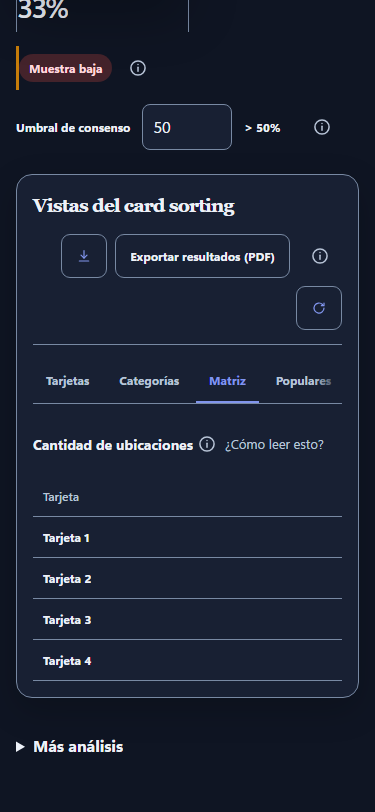 33%
Muestra baja
Umbral de consenso 50 > 50%
Vistas del card sorting
Exportar resultados (PDF)
Tarjetas Categorías Matriz Populares
Cantidad de ubicaciones ¿Cómo leer esto?
Tarjeta
Tarjeta 1
Tarjeta 2
Tarjeta 3
Tarjeta 4
Más análisis